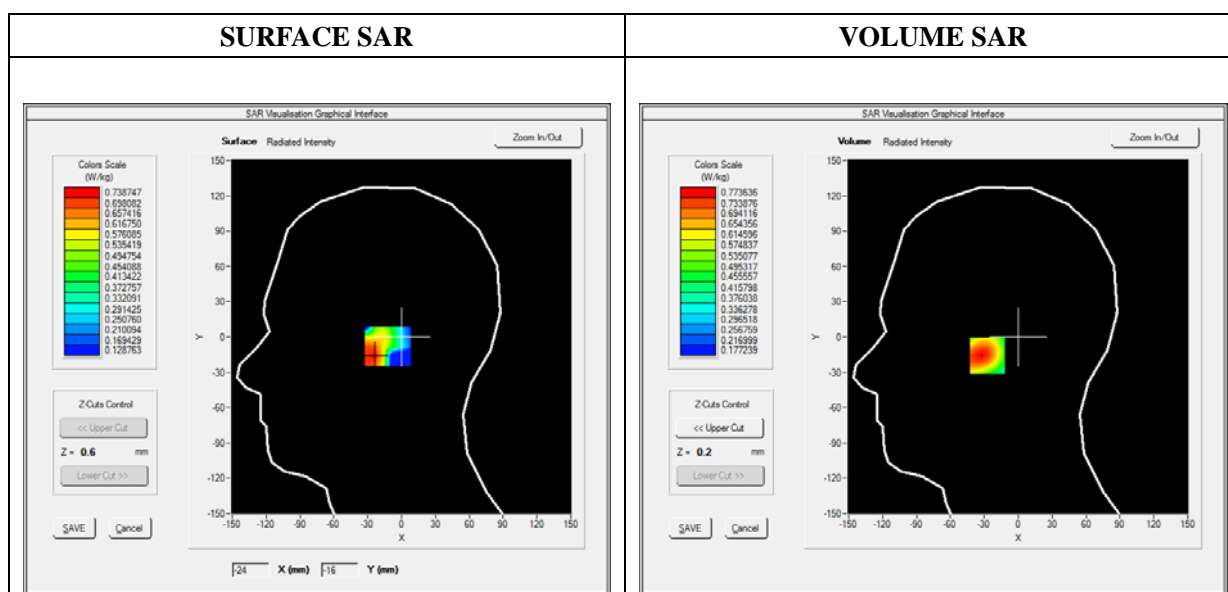 SURFACE SAR
VOLUME SAR
SAR Visualisation Graphical Interface
Surface Radiated Intensity
Zoom In/Out
Colors Scale
(W/kg)
0.738747
0.698082
0.657416
0.616750
0.576085
0.535419
0.494754
0.454088
0.413422
0.372757
0.332091
0.291425
0.250760
0.210094
0.169429
0.128763
Z-Cuts Control
<< Upper Cut
Z = 0.6 mm
Lower Cut >>
SAVE Cancel
150
120
90
60
30
Y 0
-30
-60
-90
-120
-150
-150 -120 -90 -60 -30 0 30 60 90 120 150
X
-24 X (mm) -16 Y (mm)
SAR Visualisation Graphical Interface
Volume Radiated Intensity
Zoom In/Out
Colors Scale
(W/kg)
0.773636
0.733876
0.694116
0.654356
0.614596
0.574837
0.535077
0.495317
0.455557
0.415798
0.376038
0.336278
0.296518
0.256759
0.216999
0.177239
Z-Cuts Control
<< Upper Cut
Z = 0.2 mm
Lower Cut >>
SAVE Cancel
150
120
90
60
30
Y 0
-30
-60
-90
-120
-150
-150 -120 -90 -60 -30 0 30 60 90 120 150
X